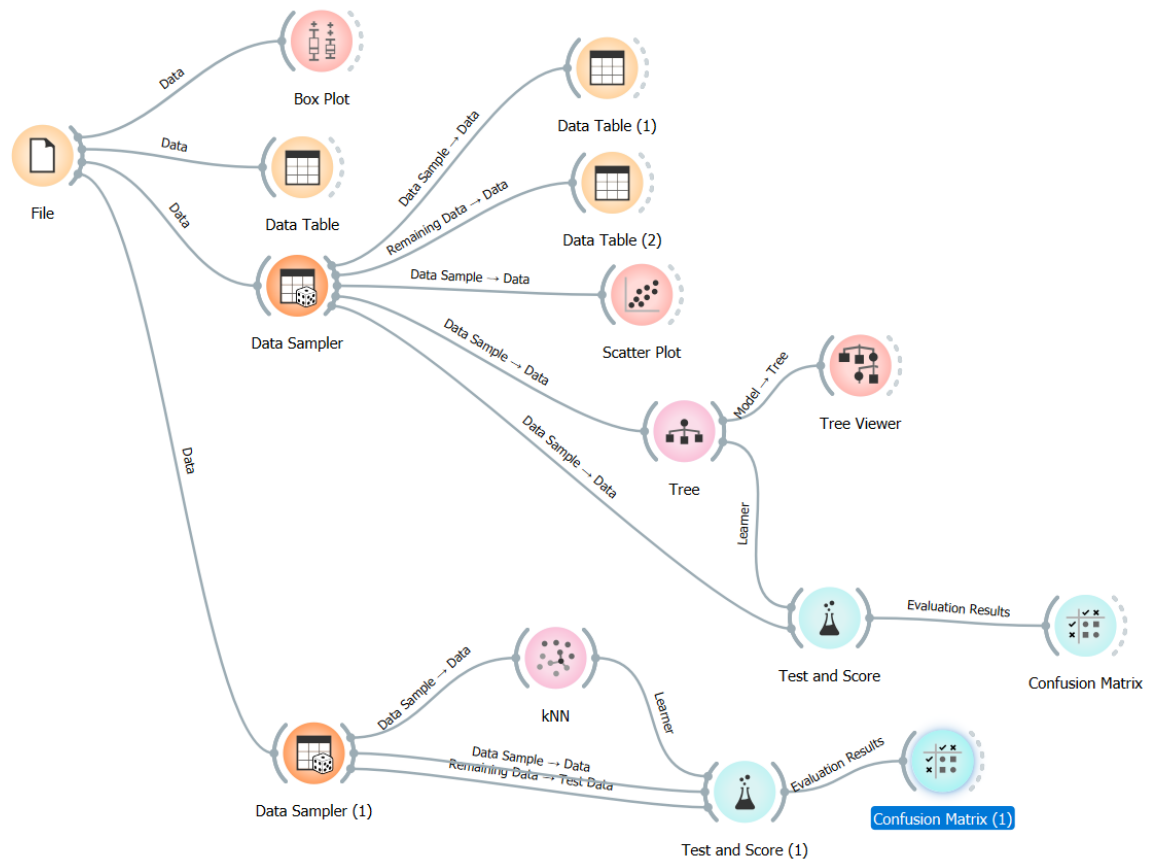 Data
Box Plot
Data
Data Table
File
Data
Data Sampler
Data Sample → Data
Data Table (1)
Remaining Data → Data
Data Table (2)
Data Sample → Data
Scatter Plot
Data Sample → Data
Tree
Model → Tree
Tree Viewer
Data Sample → Data
Learner
Test and Score
Evaluation Results
Confusion Matrix
Data
Data Sampler (1)
Data Sample → Data
kNN
Learner
Data Sample → Data
Remaining Data → Test Data
Test and Score (1)
Evaluation Results
Confusion Matrix (1)